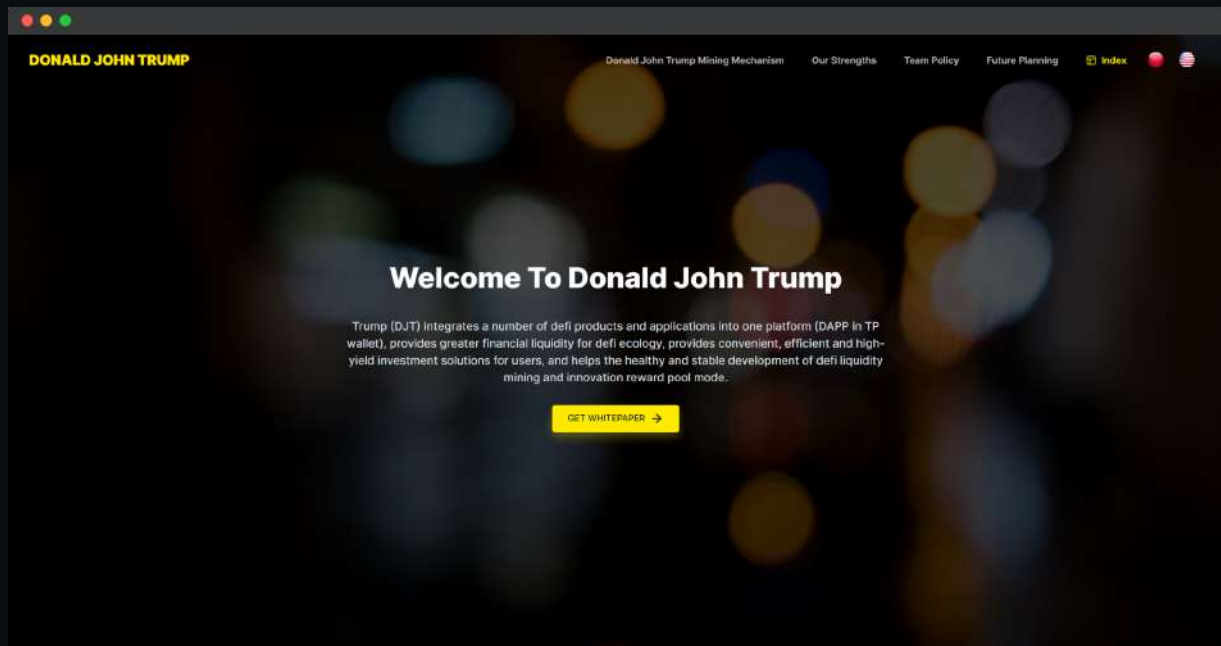 DONALD JOHN TRUMP
Donald John Trump Mining Mechanism Our Strengths Team Policy Future Planning Index
Welcome To Donald John Trump
Trump (DJT) integrates a number of defi products and applications into one platform (DAPP in TP
wallet), provides greater financial liquidity for defi ecology, provides convenient, efficient and high-
yield investment solutions for users, and helps the healthy and stable development of defi liquidity
mining and innovation reward pool mode.
GET WHITEPAPER →